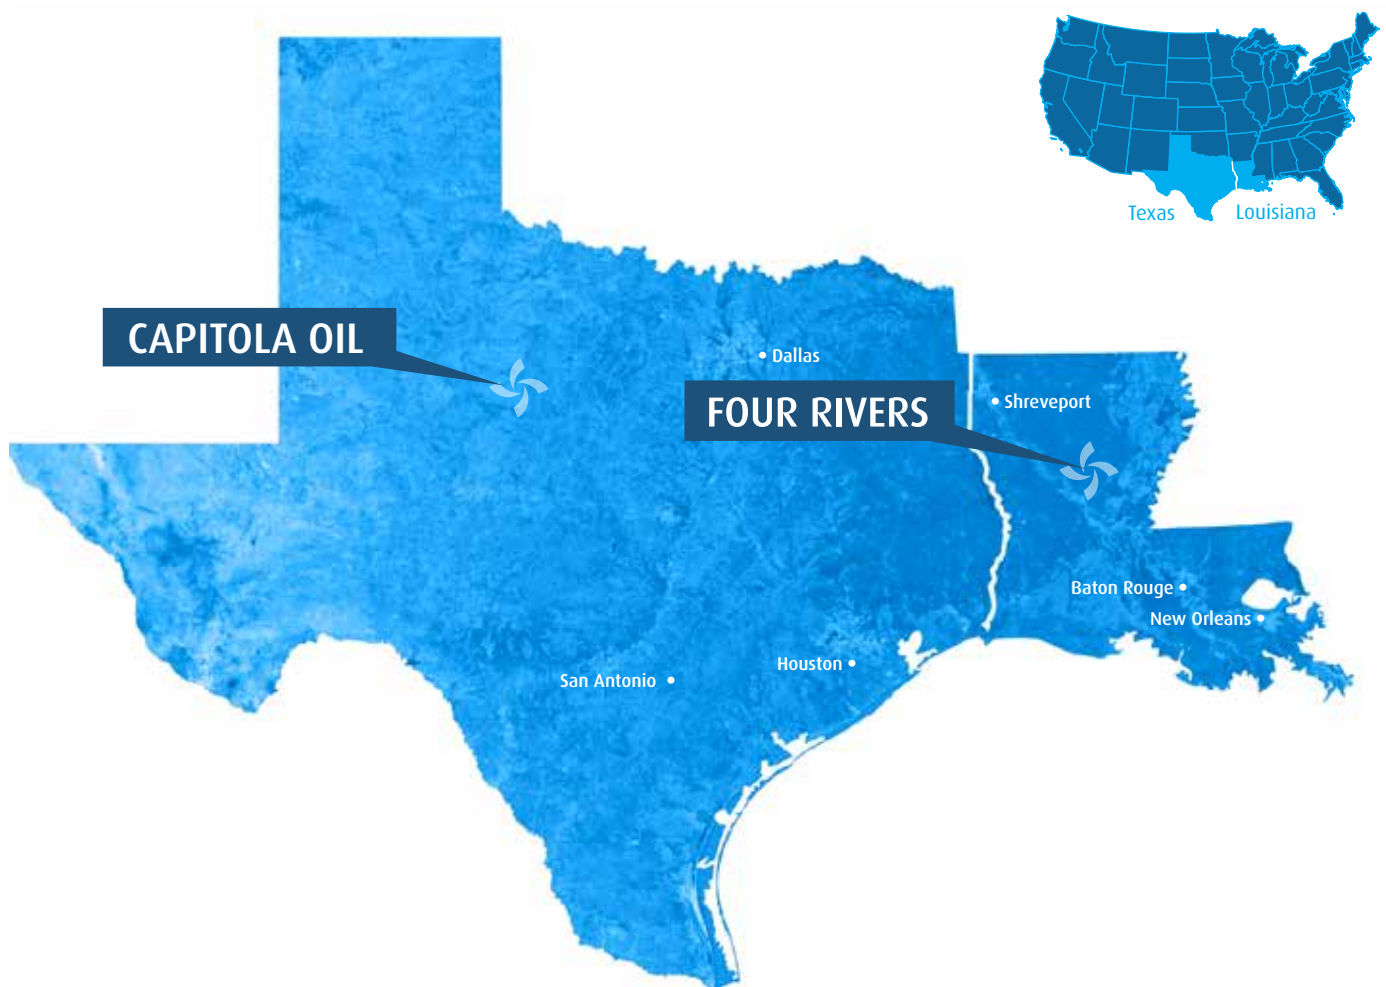 Texas
Louisiana
CAPITOLA OIL
Dallas
FOUR RIVERS
Shreveport
Baton Rouge
New Orleans
Houston
San Antonio